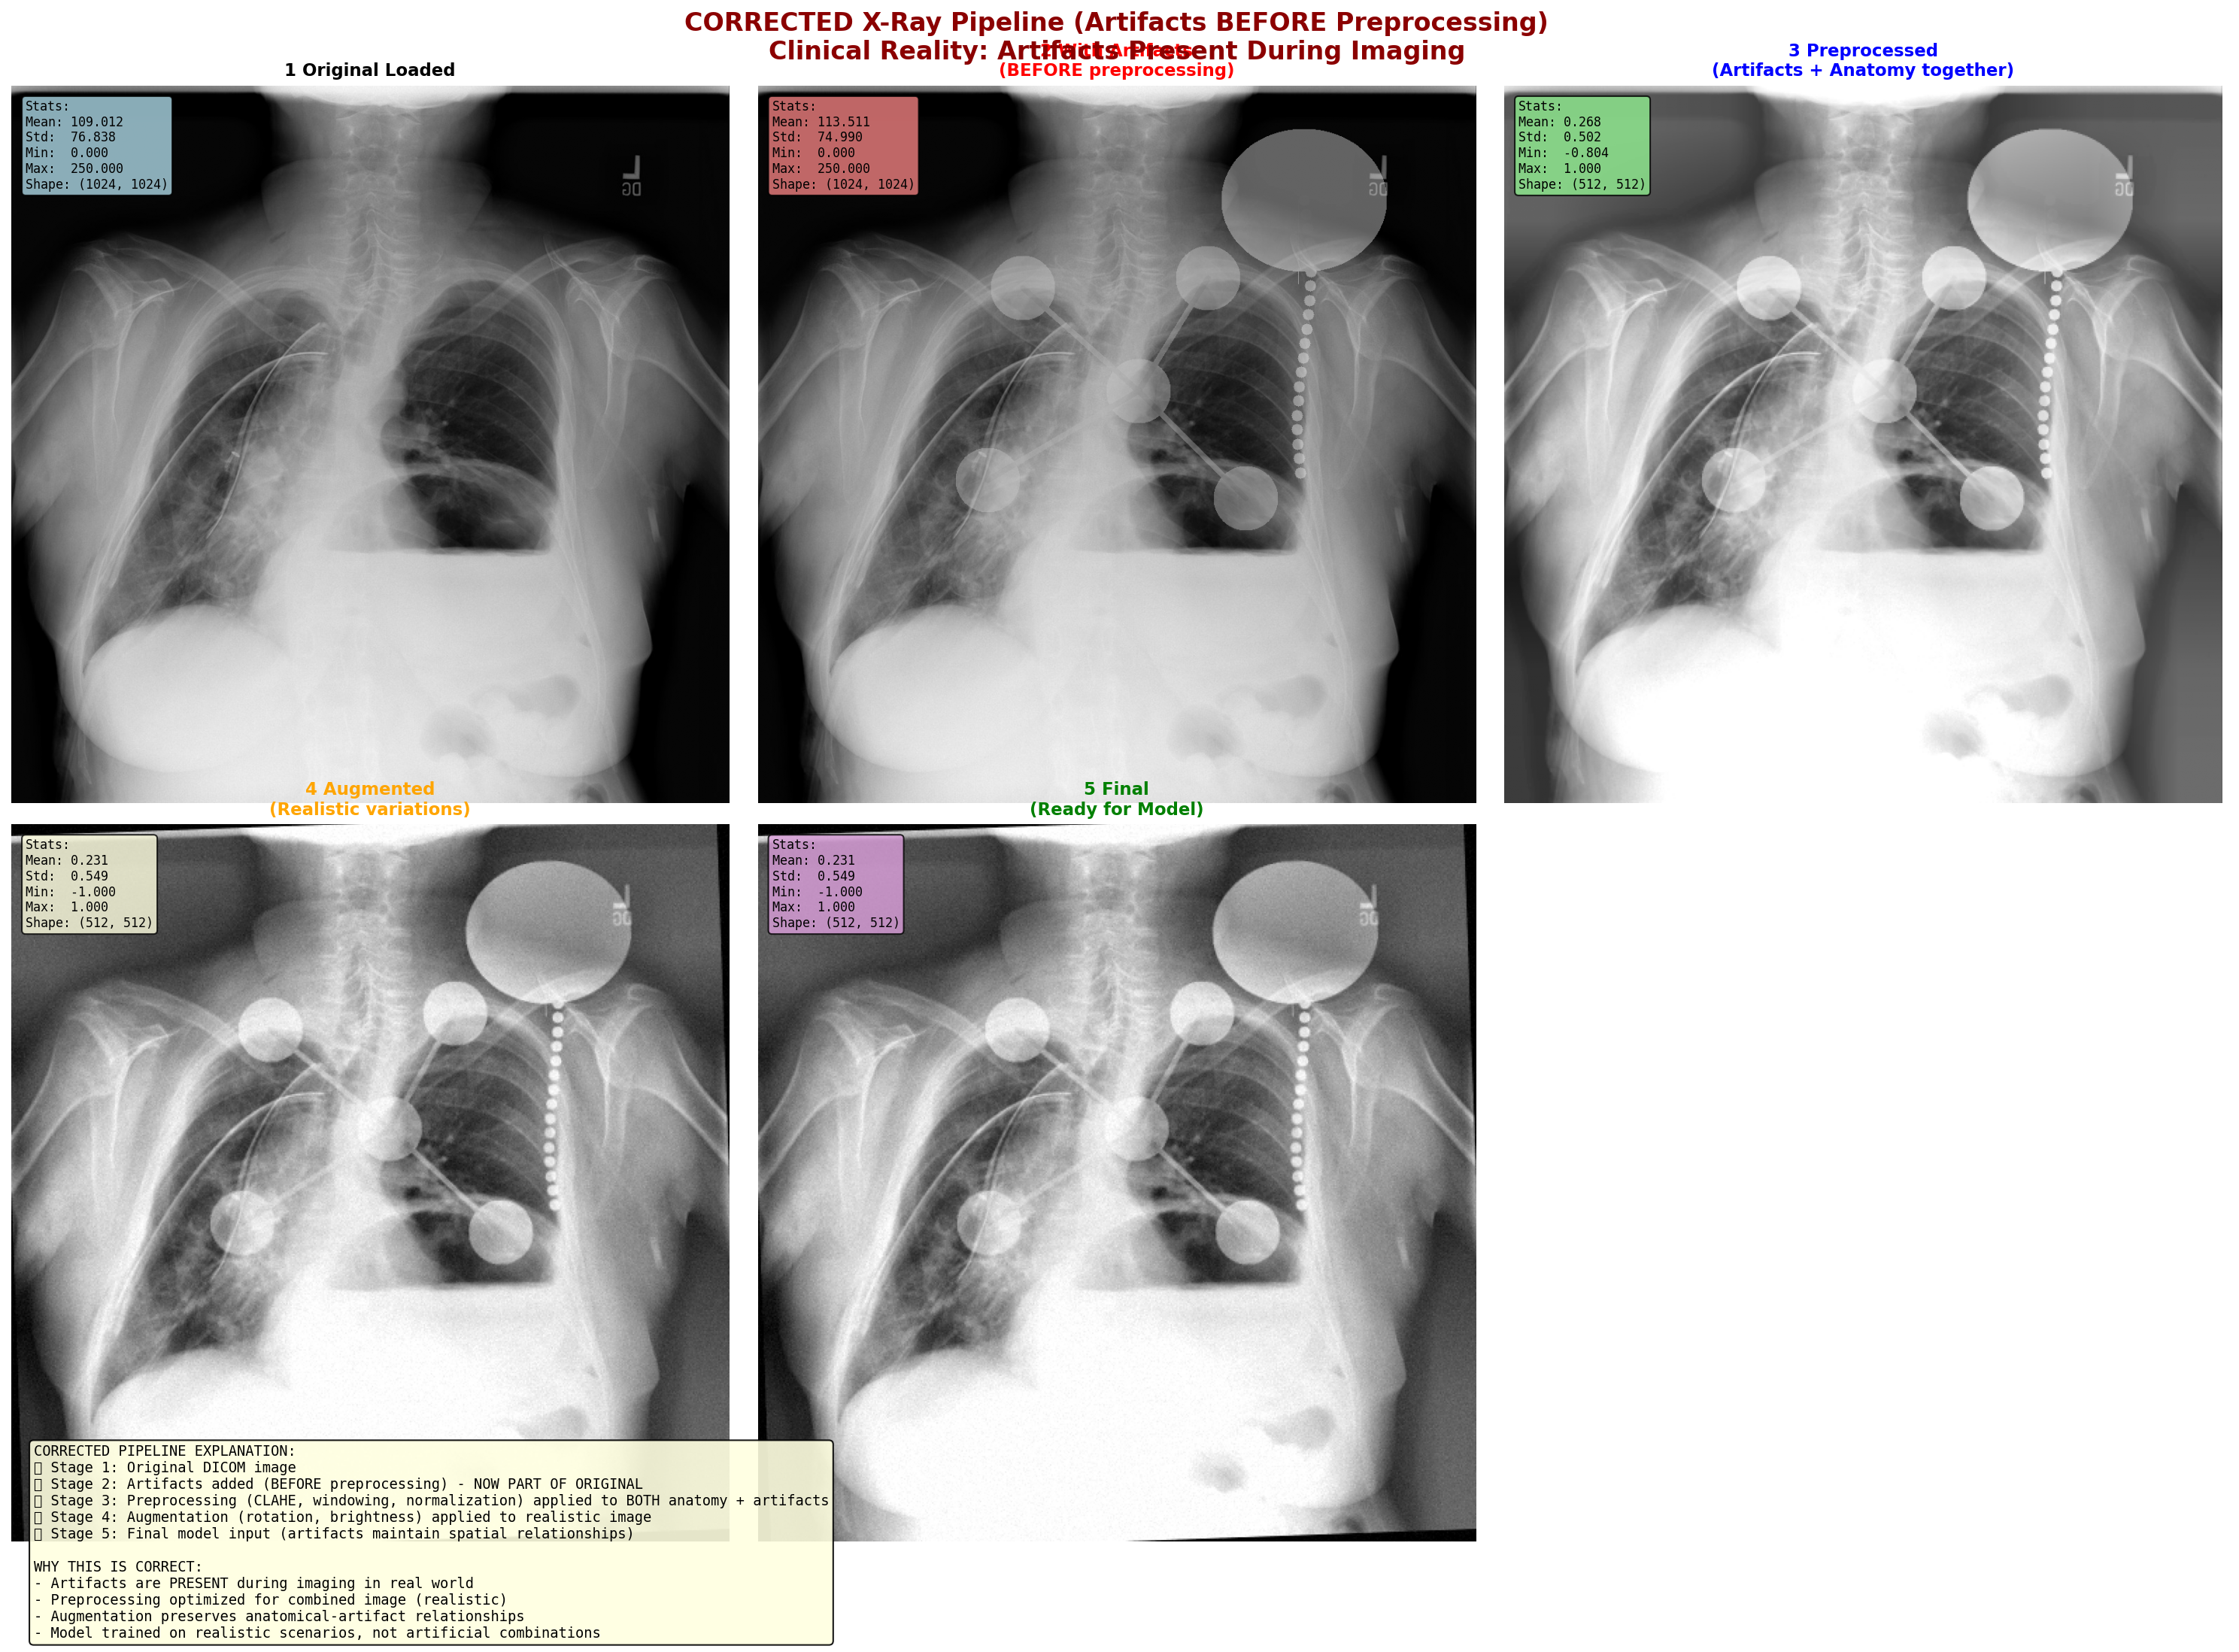 CORRECTED X-Ray Pipeline (Artifacts BEFORE Preprocessing)
Clinical Reality: Artifacts Present During Imaging
1 Original Loaded
Stats:
Mean: 109.012
Std:  76.838
Min:  0.000
Max:  250.000
Shape: (1024, 1024)
L
DG
2 With Artifacts
(BEFORE preprocessing)
Stats:
Mean: 113.511
Std:  74.990
Min:  0.000
Max:  250.000
Shape: (1024, 1024)
L
DG
3 Preprocessed
(Artifacts + Anatomy together)
Stats:
Mean: 0.268
Std:  0.502
Min:  -0.804
Max:  1.000
Shape: (512, 512)
L
DG
4 Augmented
(Realistic variations)
Stats:
Mean: 0.231
Std:  0.549
Min:  -1.000
Max:  1.000
Shape: (512, 512)
L
DG
5 Final
(Ready for Model)
Stats:
Mean: 0.231
Std:  0.549
Min:  -1.000
Max:  1.000
Shape: (512, 512)
L
DG
CORRECTED PIPELINE EXPLANATION:
Stage 1: Original DICOM image
Stage 2: Artifacts added (BEFORE preprocessing) - NOW PART OF ORIGINAL
Stage 3: Preprocessing (CLAHE, windowing, normalization) applied to BOTH anatomy + artifacts
Stage 4: Augmentation (rotation, brightness) applied to realistic image
Stage 5: Final model input (artifacts maintain spatial relationships)
WHY THIS IS CORRECT:
- Artifacts are PRESENT during imaging in real world
- Preprocessing optimized for combined image (realistic)
- Augmentation preserves anatomical-artifact relationships
- Model trained on realistic scenarios, not artificial combinations